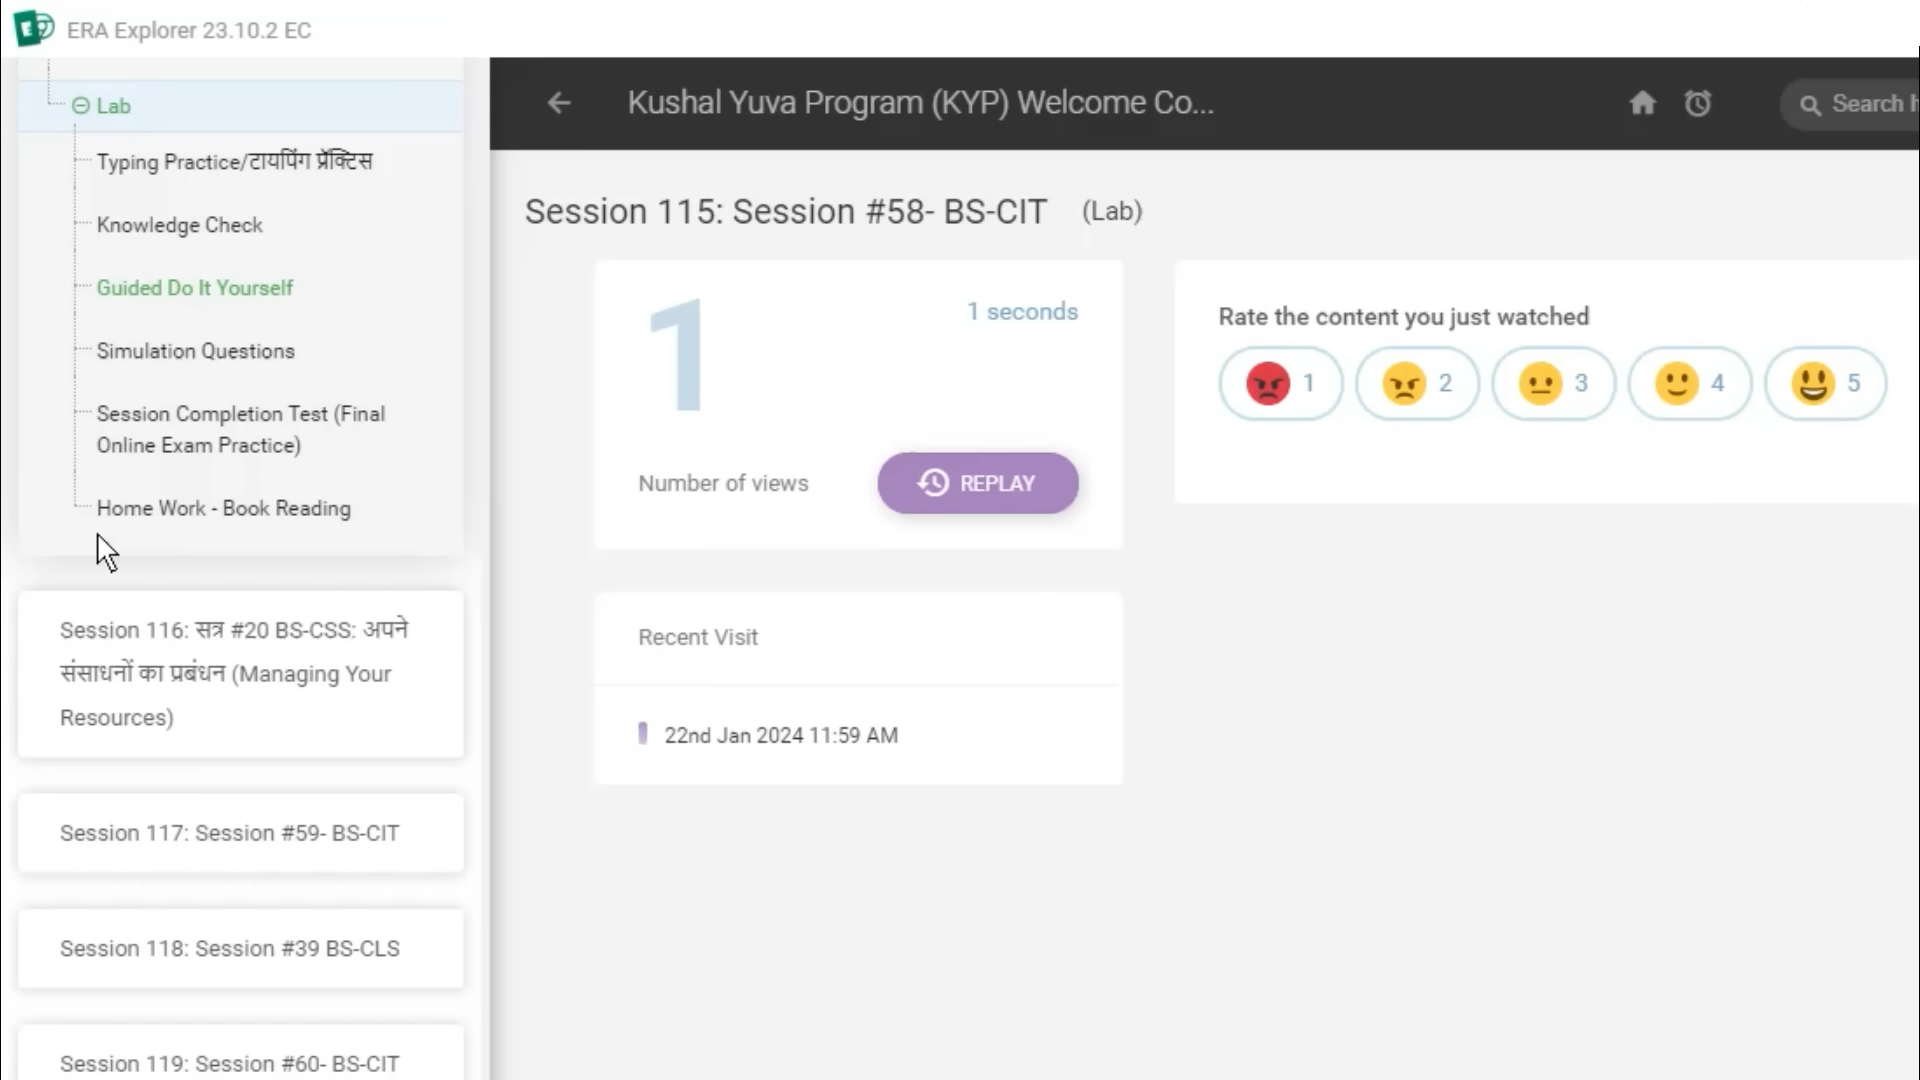 ERA Explorer 23.10.2 EC
Lab
Typing Practice/टायपिंग प्रॅक्टिस
Knowledge Check
Guided Do It Yourself
Simulation Questions
Session Completion Test (Final
Online Exam Practice)
Home Work - Book Reading
Session 116: सत्र #20 BS-CSS: अपने
संसाधनों का प्रबंधन (Managing Your
Resources)
Session 117: Session #59- BS-CIT
Session 118: Session #39 BS-CLS
Session 119: Session #60- BS-CIT
Kushal Yuva Program (KYP) Welcome Co...
Search
Session 115: Session #58- BS-CIT (Lab)
1
1 seconds
Number of views
REPLAY
Rate the content you just watched
1 2 3 4 5
Recent Visit
22nd Jan 2024 11:59 AM